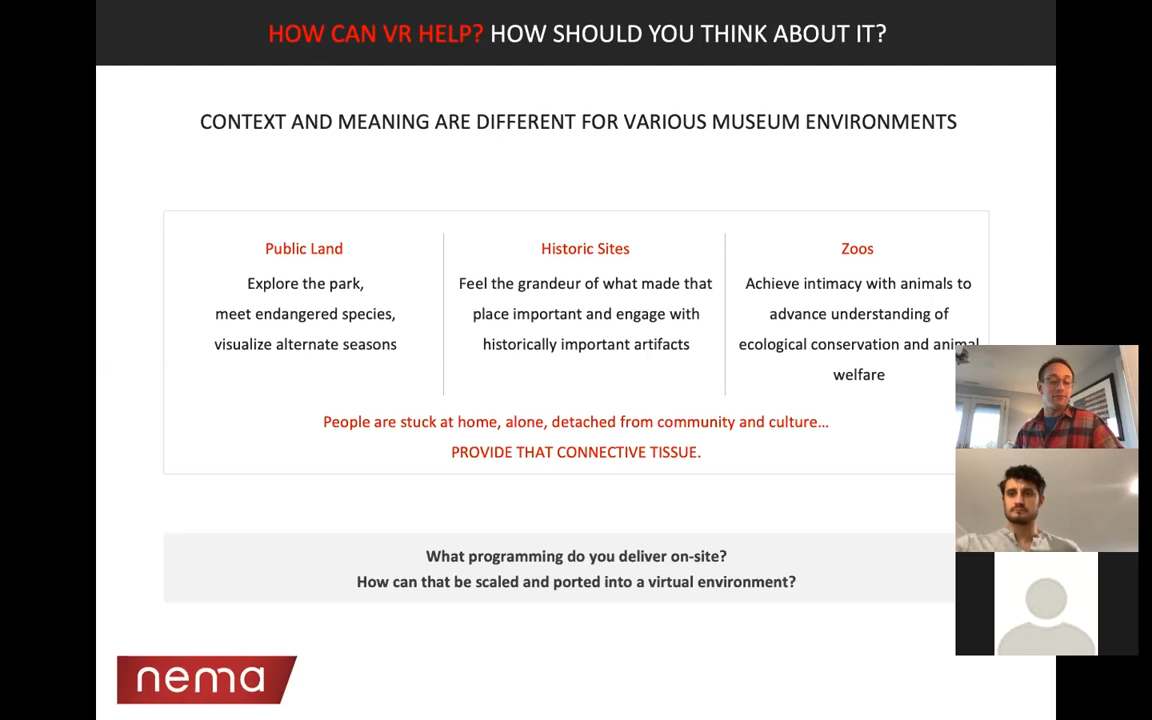 HOW CAN VR HELP? HOW SHOULD YOU THINK ABOUT IT?
CONTEXT AND MEANING ARE DIFFERENT FOR VARIOUS MUSEUM ENVIRONMENTS
Public Land
Explore the park,
meet endangered species,
visualize alternate seasons
Historic Sites
Feel the grandeur of what made that
place important and engage with
historically important artifacts
Zoos
Achieve intimacy with animals to
advance understanding of
ecological conservation and animal
welfare
People are stuck at home, alone, detached from community and culture…
PROVIDE THAT CONNECTIVE TISSUE.
What programming do you deliver on-site?
How can that be scaled and ported into a virtual environment?
nema